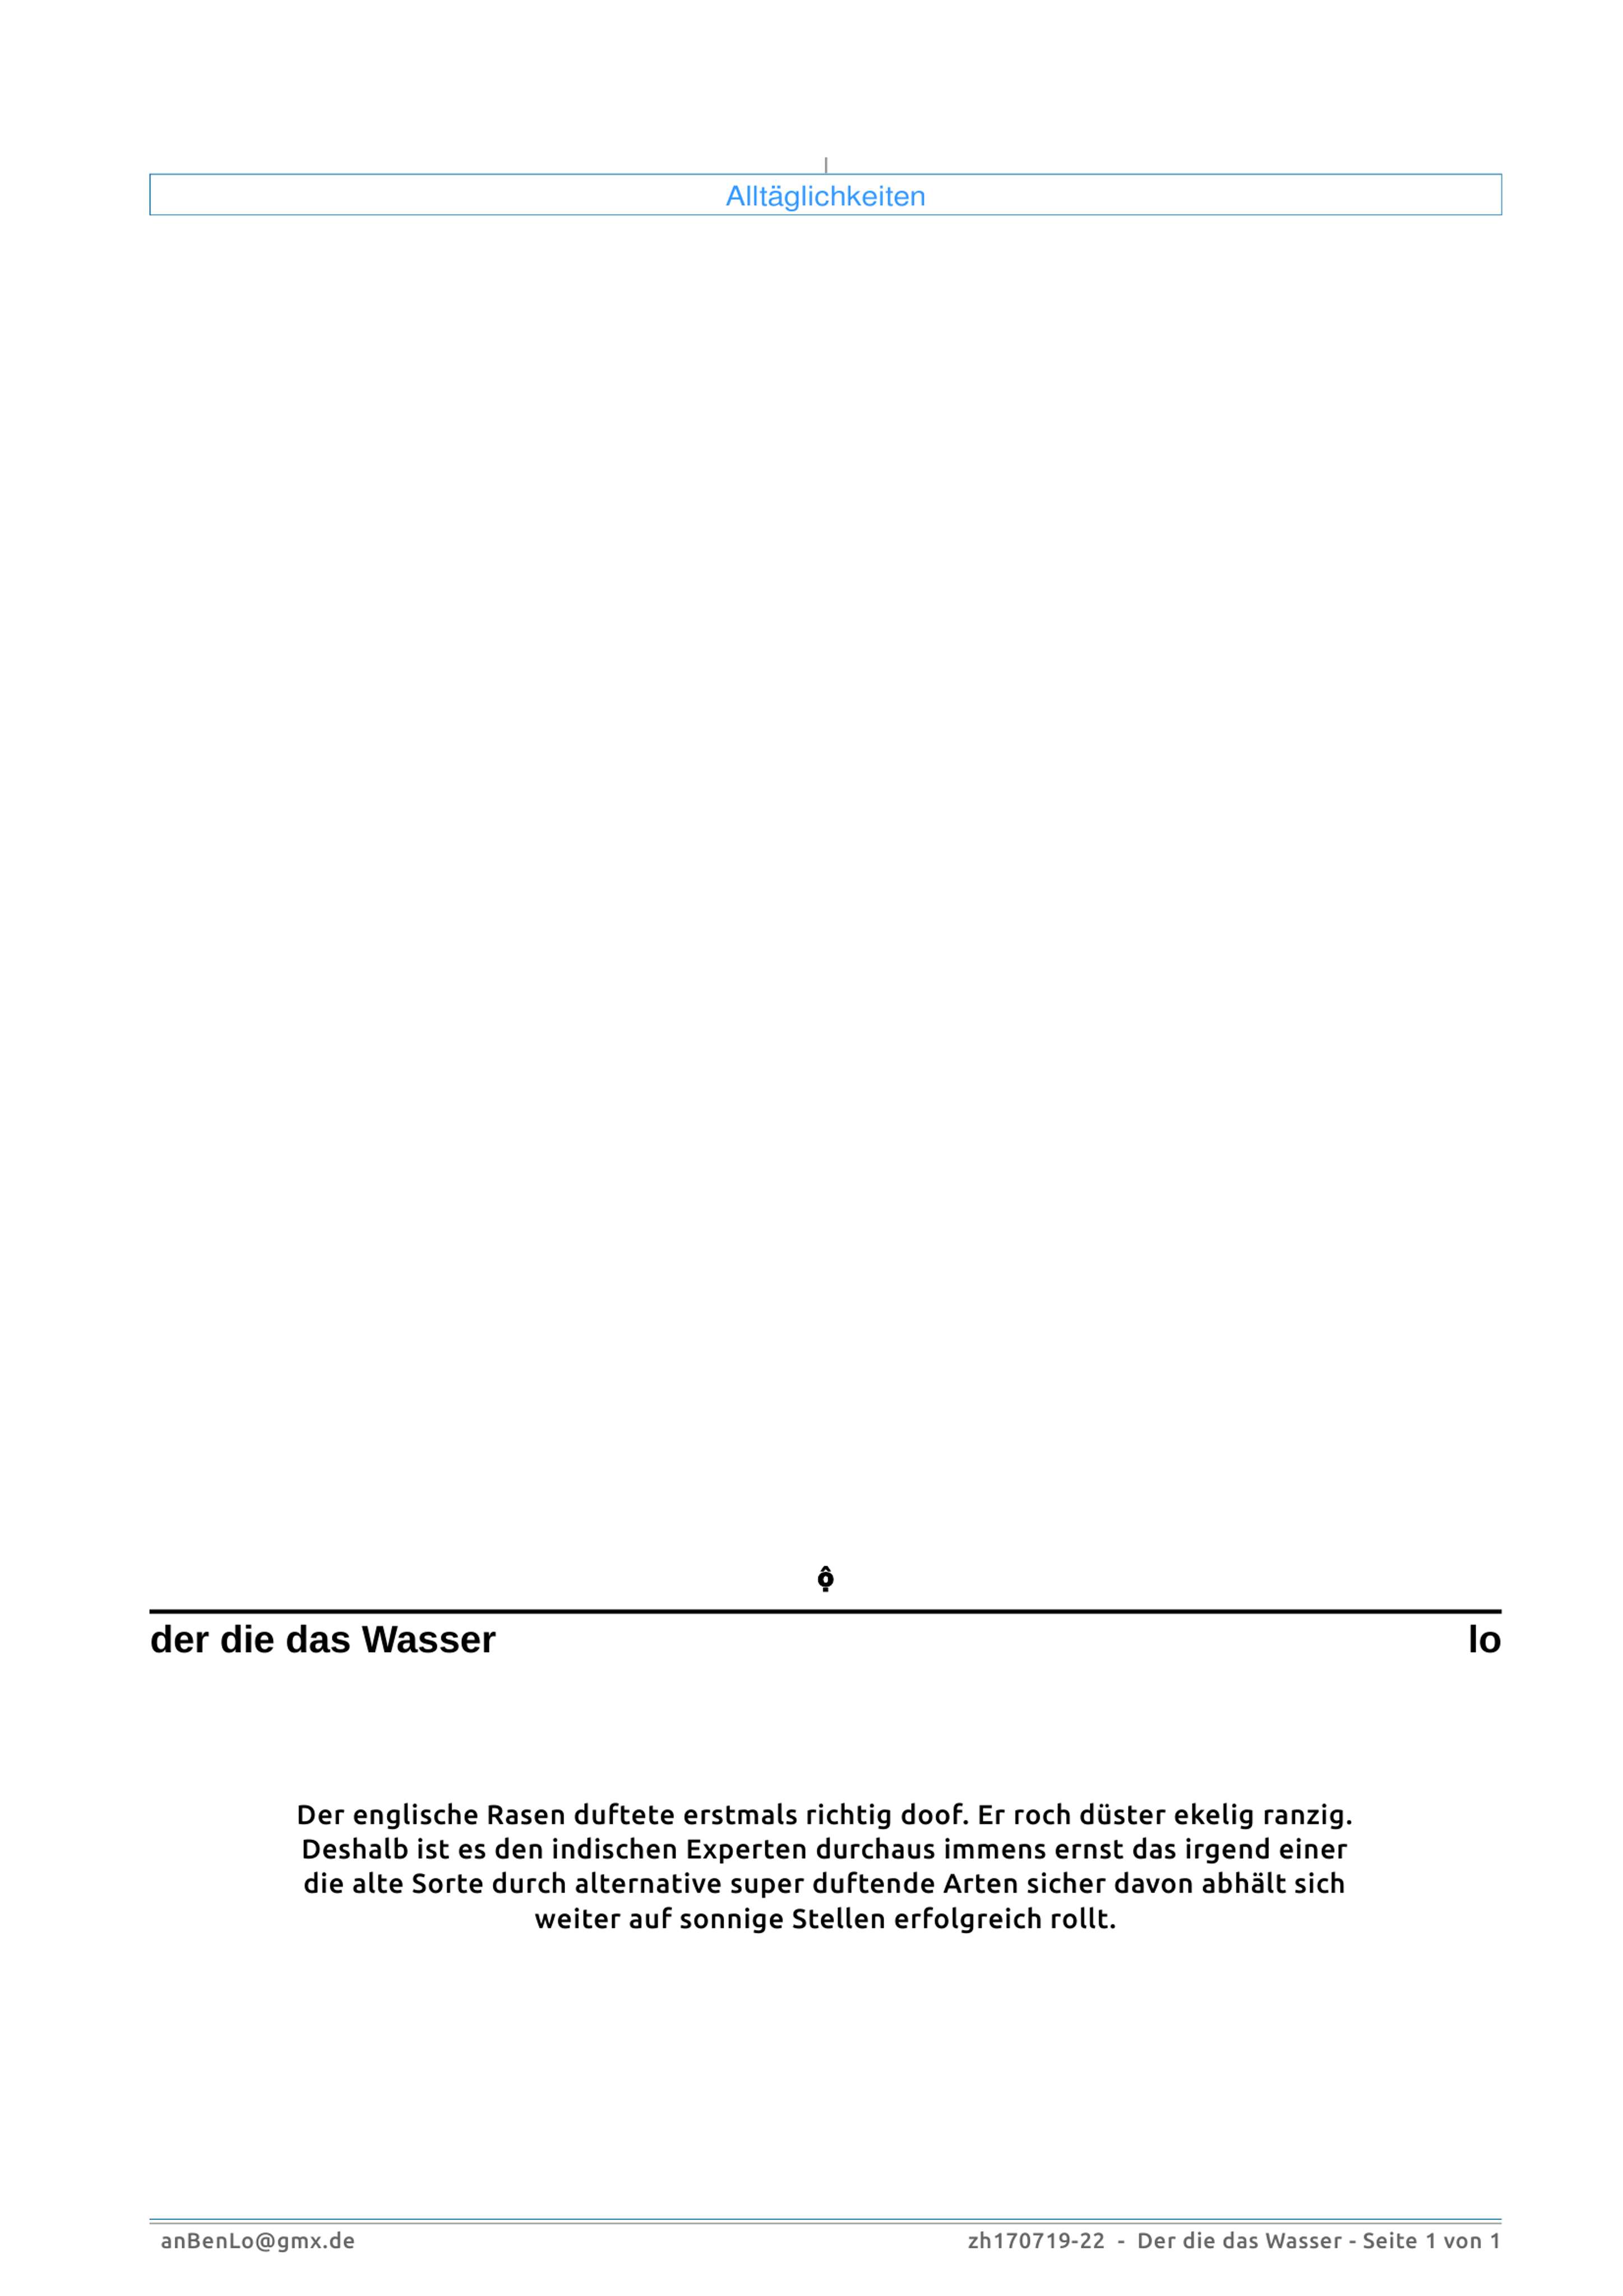 Alltäglichkeiten
ộ
der die das Wasser lo
Der englische Rasen duftete erstmals richtig doof. Er roch düster ekelig ranzig.
Deshalb ist es den indischen Experten durchaus immens ernst das irgend einer
die alte Sorte durch alternative super duftende Arten sicher davon abhält sich
weiter auf sonnige Stellen erfolgreich rollt.
anBenLo@gmx.de zh170719-22 - Der die das Wasser - Seite 1 von 1